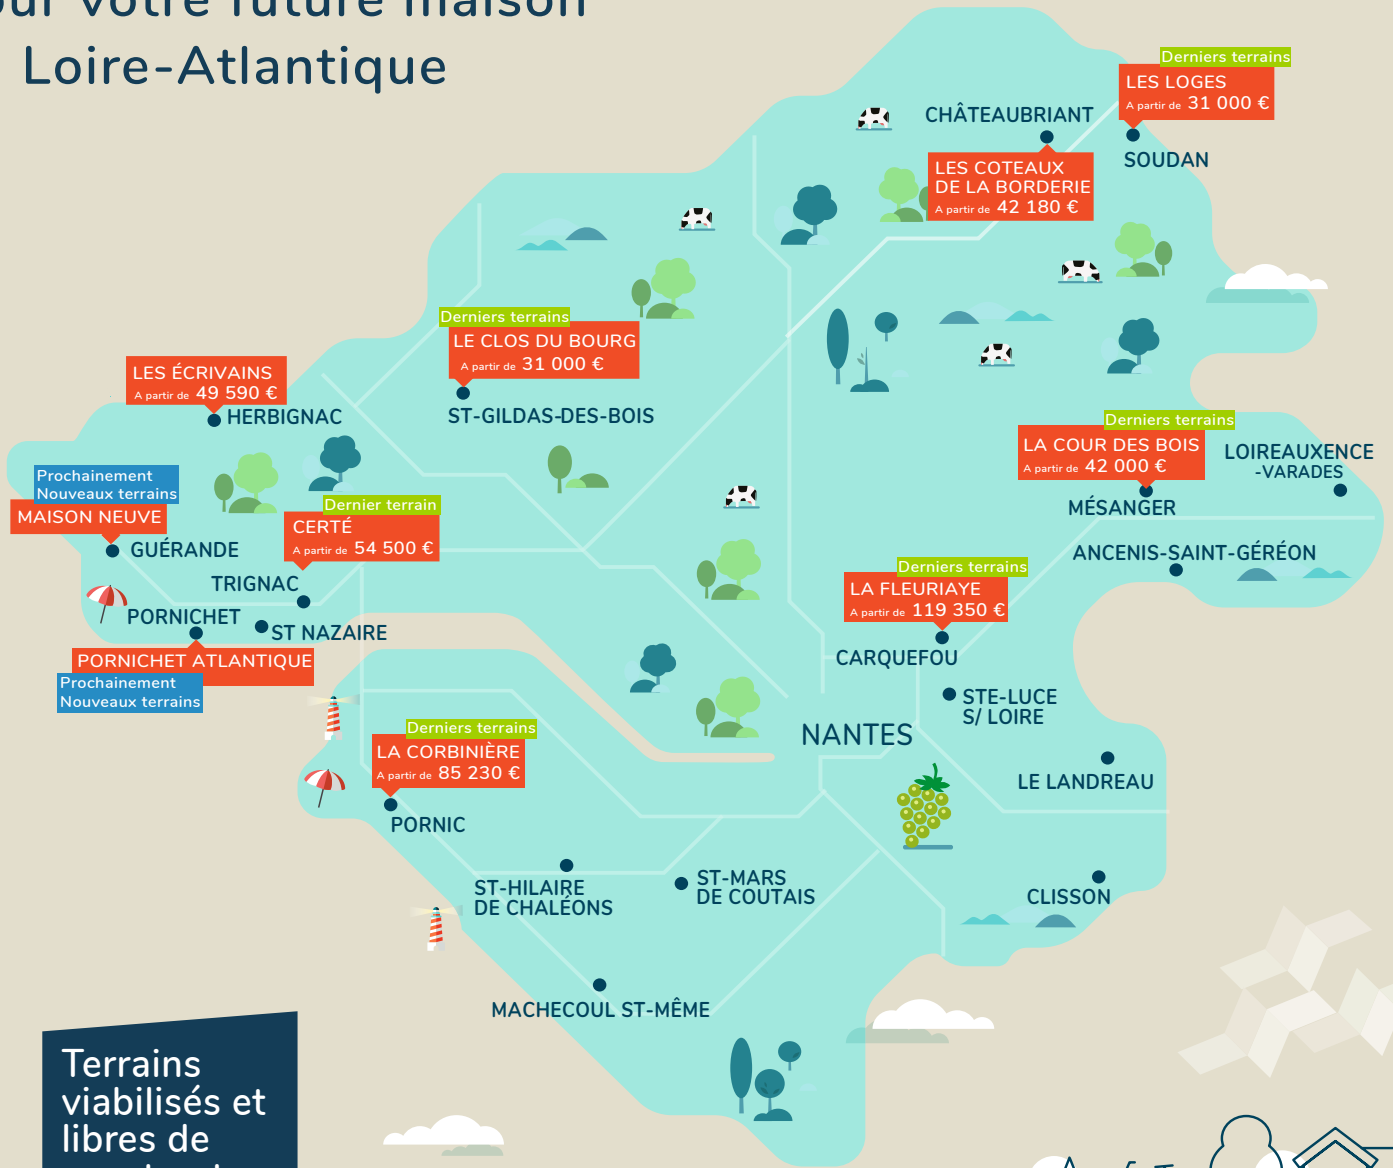 votre future maison
Loire-Atlantique
Derniers terrains
LES LOGES
A partir de 31 000 €
SOUDAN
CHÂTEAUBRIANT
LES COTEAUX
DE LA BORDERIE
A partir de 42 180 €
Derniers terrains
LE CLOS DU BOURG
A partir de 31 000 €
ST-GILDAS-DES-BOIS
LES ÉCRIVAINS
A partir de 49 590 €
HERBIGNAC
Derniers terrains
LA COUR DES BOIS
A partir de 42 000 €
MÉSANGER
LOIREAUXENCE
-VARADES
Prochainement
Nouveaux terrains
MAISON NEUVE
GUÉRANDE
Dernier terrain
CERTÉ
A partir de 54 500 €
TRIGNAC
ANCENIS-SAINT-GÉRÉON
Derniers terrains
LA FLEURIAYE
A partir de 119 350 €
CARQUEFOU
PORNICHET
ST NAZAIRE
PORNICHET ATLANTIQUE
Prochainement
Nouveaux terrains
STE-LUCE
S/ LOIRE
NANTES
Derniers terrains
LA CORBINIÈRE
A partir de 85 230 €
PORNIC
LE LANDREAU
ST-HILAIRE
DE CHALÉONS
ST-MARS
DE COUTAIS
CLISSON
MACHECOUL ST-MÊME
Terrains
viabilisés et
libres de